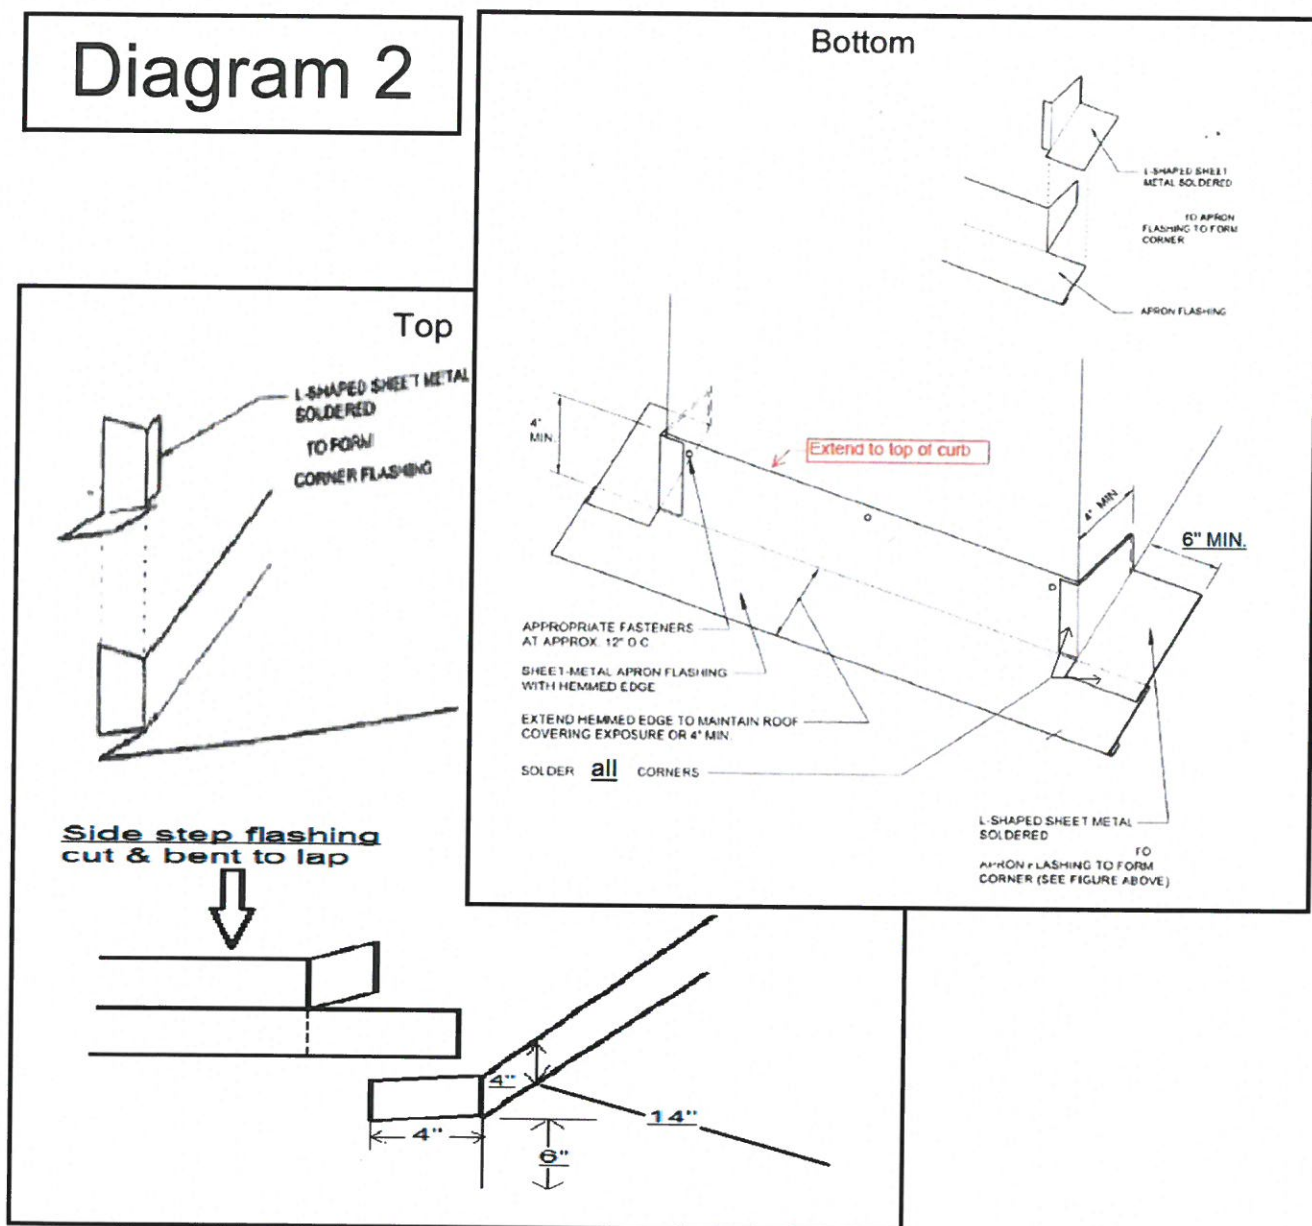 Diagram 2
Bottom
L-SHAPED SHEET
METAL SOLDERED
TO APRON
FLASHING TO FORM
CORNER
APRON FLASHING
Top
L-SHAPED SHEET METAL
SOLDERED
TO FORM
CORNER FLASHING
4"
MIN.
Extend to top of curb
4" MIN
6" MIN.
APPROPRIATE FASTENERS
AT APPROX. 12" O C
SHEET-METAL APRON FLASHING
WITH HEMMED EDGE
EXTEND HEMMED EDGE TO MAINTAIN ROOF
COVERING EXPOSURE OR 4" MIN.
SOLDER all CORNERS
L-SHAPED SHEET METAL
SOLDERED
TO
APRON FLASHING TO FORM
CORNER (SEE FIGURE ABOVE)
Side step flashing
cut & bent to lap
4"
14"
4"
6"